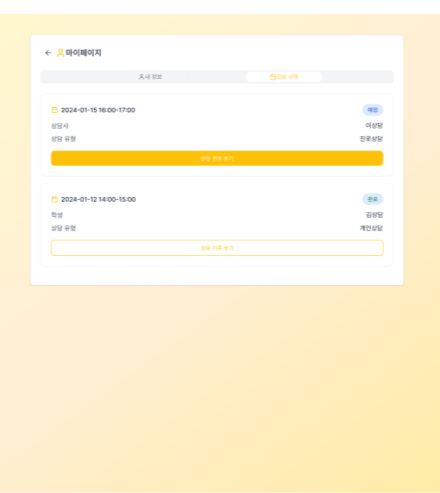 마이페이지
내 정보
상담 내역
2024-01-15 16:00-17:00
예정
상담사
이상담
상담 유형
진로상담
상담 정보 보기
2024-01-12 14:00-15:00
완료
학생
김상담
상담 유형
개인상담
상담 기록 보기